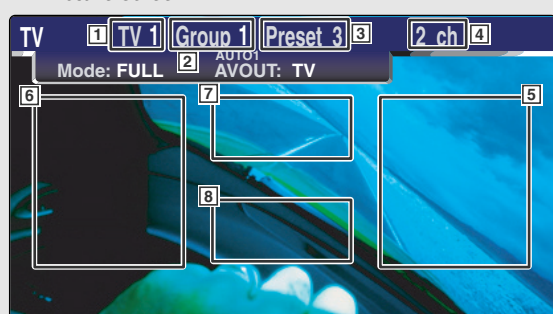 TV 1 TV 1 Group 1 Preset 3 3 2 ch 4
AUTO1
Mode: FULL 2 AVOUT: TV
6 7 5
8